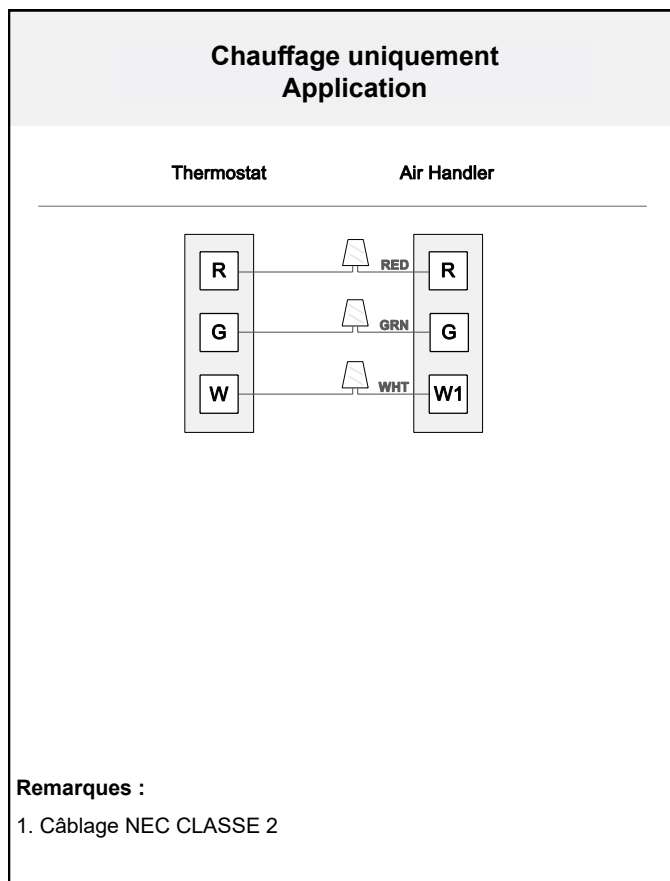 Chauffage uniquement
Application
Thermostat Air Handler
R RED R
G GRN G
W WHT W1
Remarques :
1. Câblage NEC CLASSE 2